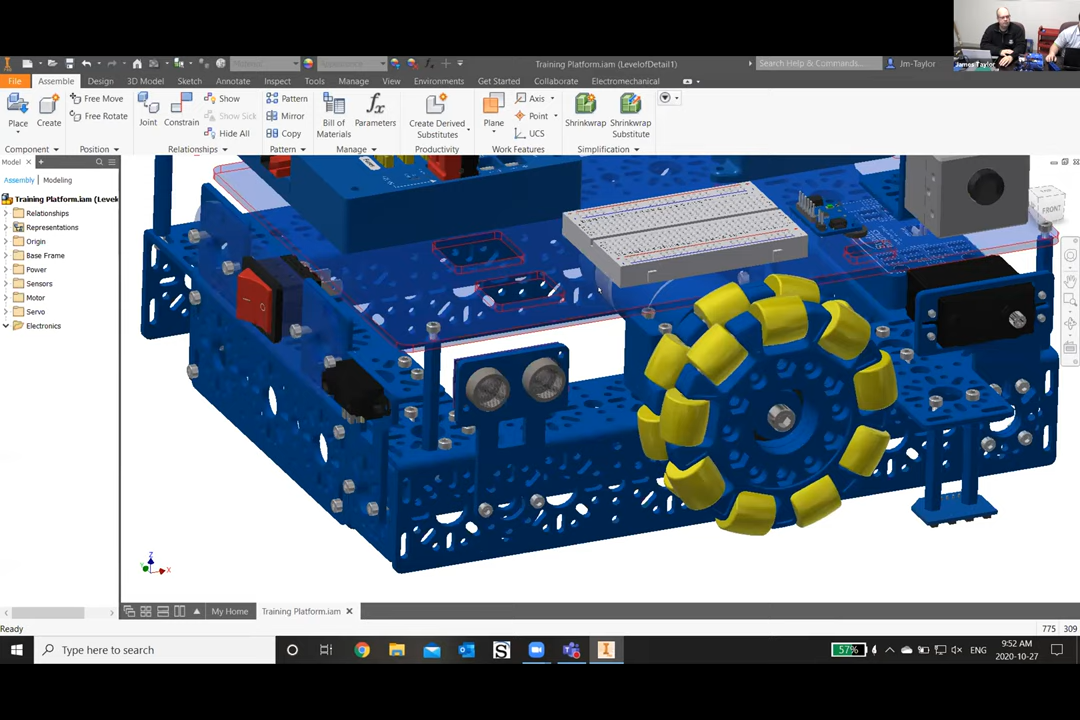 James Taylor
Material
Appearance
Training Platform.iam (LevelofDetail1)
Search Help & Commands...
Jm-Taylor
File Assemble Design 3D Model Sketch Annotate Inspect Tools Manage View Environments Get Started Collaborate Electromechanical
Place
Create
Free Move
Free Rotate
Joint
Constrain
Show
Show Sick
Hide All
Pattern
Mirror
Copy
Bill of
Materials
Parameters
Create Derived
Substitutes
Plane
Axis
Point
UCS
Shrinkwrap
Shrinkwrap
Substitute
Component Position Relationships Pattern Manage Productivity Work Features Simplification
Model
Assembly Modeling
Training Platform.iam (Level
Relationships
Representations
Origin
Base Frame
Power
Sensors
Motor
Servo
Electronics
FRONT
Z
X
My Home
Training Platform.iam
Ready
775 309
Type here to search
57%
ENG
9:52 AM
2020-10-27